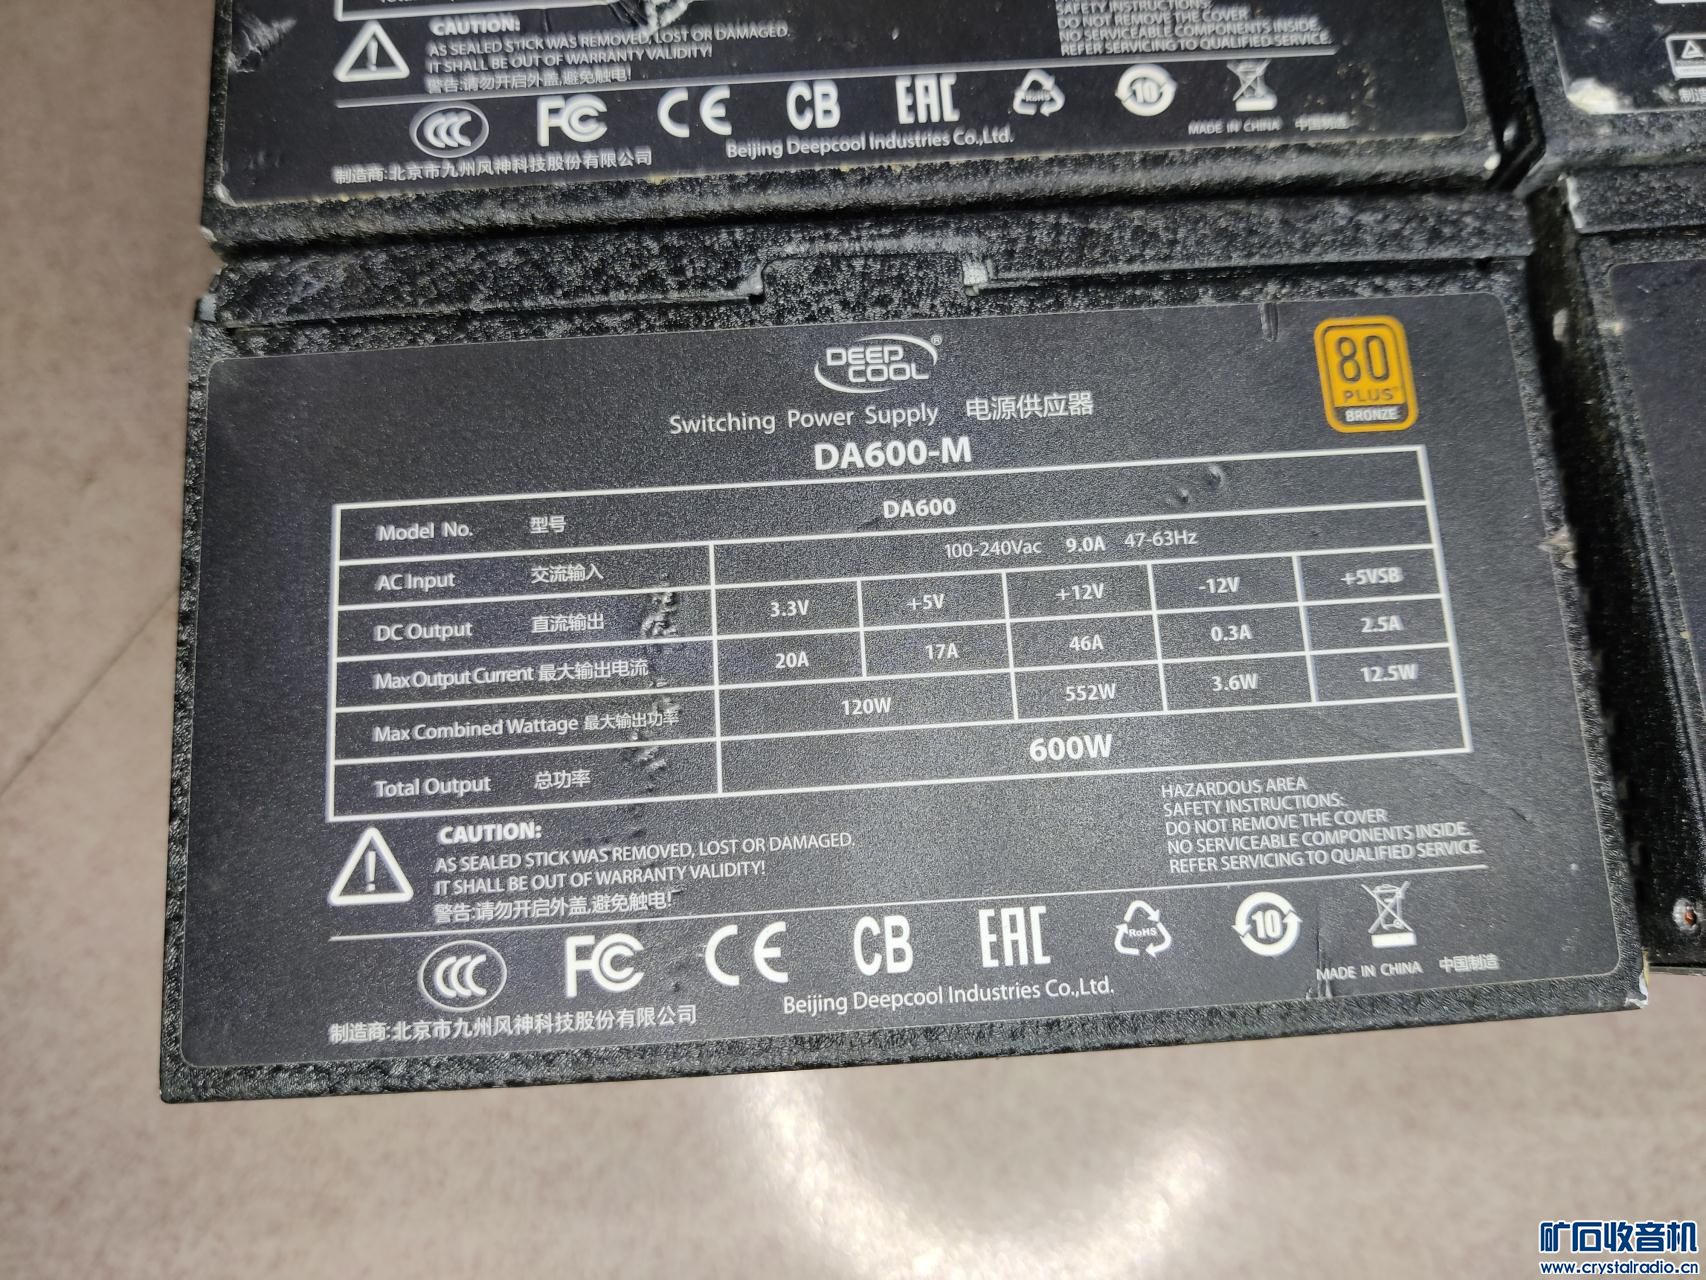 CAUTION:
AS SEALED STICK WAS REMOVED, LOST OR DAMAGED.
IT SHALL BE OUT OF WARRANTY VALIDITY!
警告:请勿开启外盖,避免触电!
SAFETY INSTRUCTIONS:
DO NOT REMOVE THE COVER
NO SERVICEABLE COMPONENTS INSIDE.
REFER SERVICING TO QUALIFIED SERVICE.
CCC FC CE CB EAC RoHS 10
MADE IN CHINA 中国制造
制造商:北京市九州风神科技股份有限公司
Beijing Deepcool Industries Co.,Ltd.
DEEP COOL®
80 PLUS BRONZE
Switching Power Supply 电源供应器
DA600-M
Model No. 型号 DA600
AC Input 交流输入 100-240Vac 9.0A 47-63Hz
DC Output 直流输出 3.3V +5V +12V -12V +5VSB
Max Output Current 最大输出电流 20A 17A 46A 0.3A 2.5A
Max Combined Wattage 最大输出功率 120W 552W 3.6W 12.5W
Total Output 总功率 600W
CAUTION:
AS SEALED STICK WAS REMOVED, LOST OR DAMAGED.
IT SHALL BE OUT OF WARRANTY VALIDITY!
警告:请勿开启外盖,避免触电!
HAZARDOUS AREA
SAFETY INSTRUCTIONS:
DO NOT REMOVE THE COVER
NO SERVICEABLE COMPONENTS INSIDE.
REFER SERVICING TO QUALIFIED SERVICE.
CCC FC CE CB EAC RoHS 10
MADE IN CHINA 中国制造
制造商:北京市九州风神科技股份有限公司
Beijing Deepcool Industries Co.,Ltd.
矿石收音机
www.crystalradio.cn